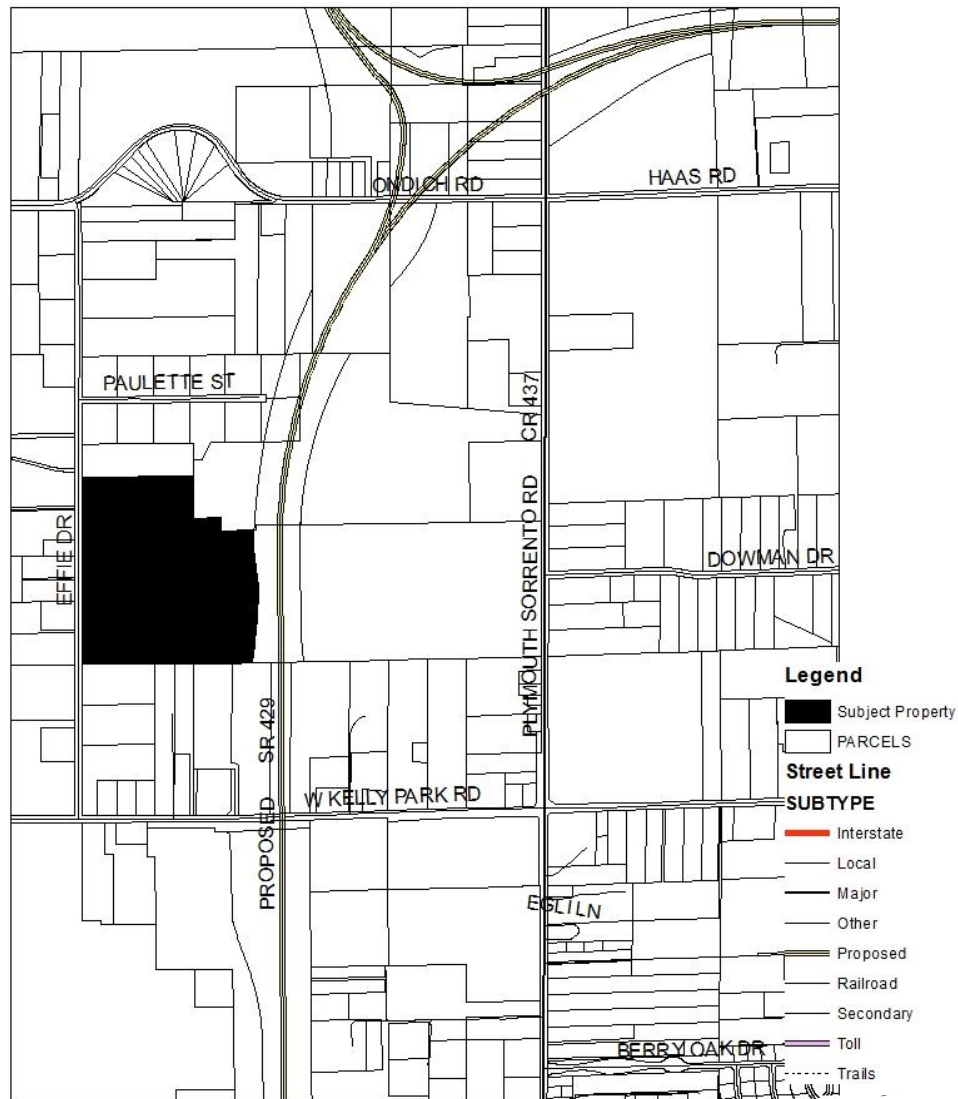 ONDICH RD
HAAS RD
PAULETTE ST
PLYMOUTH SORRENTO RD CR 437
EFFIE DR
DOWMAN DR
PROPOSED SR 429
W KELLY PARK RD
EGLI LN
BERRY OAK DR
Legend
Subject Property
PARCELS
Street Line
SUBTYPE
Interstate
Local
Major
Other
Proposed
Railroad
Secondary
Toll
Trails